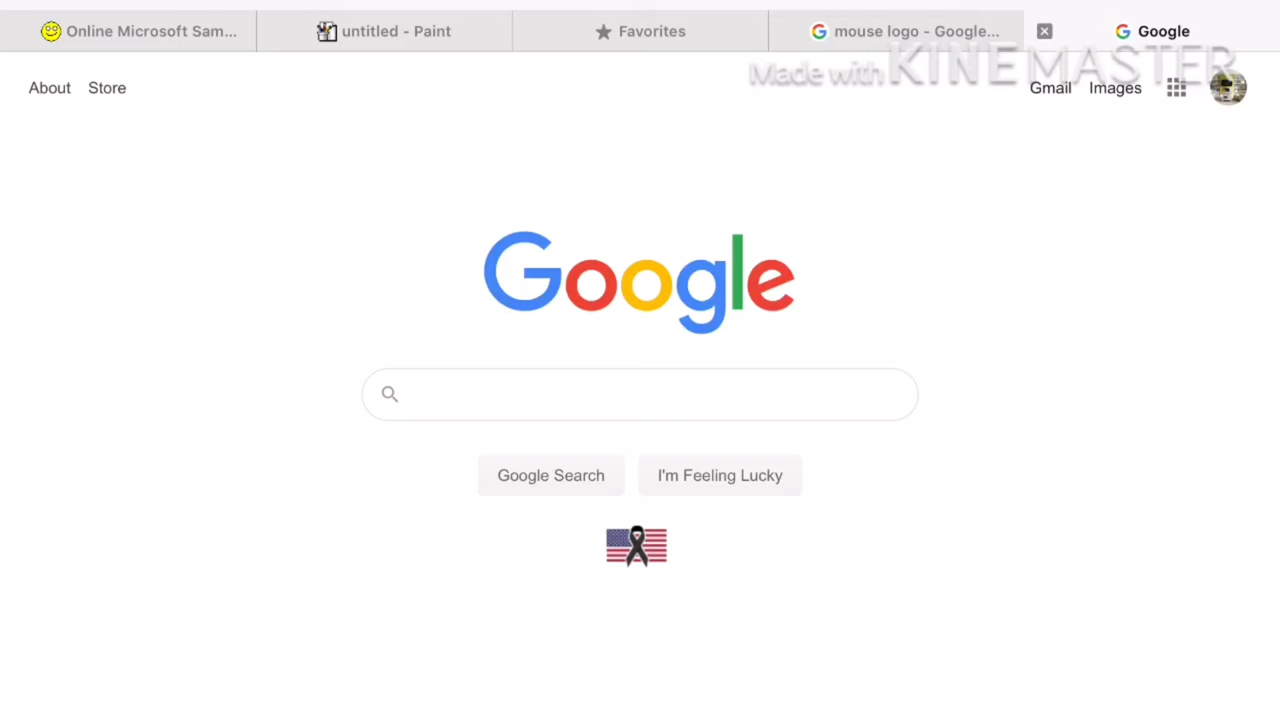 Online Microsoft Sam...
untitled - Paint
Favorites
mouse logo - Google...
Google
Made with KINEMASTER
About
Store
Gmail
Images
Google
Google Search
I'm Feeling Lucky